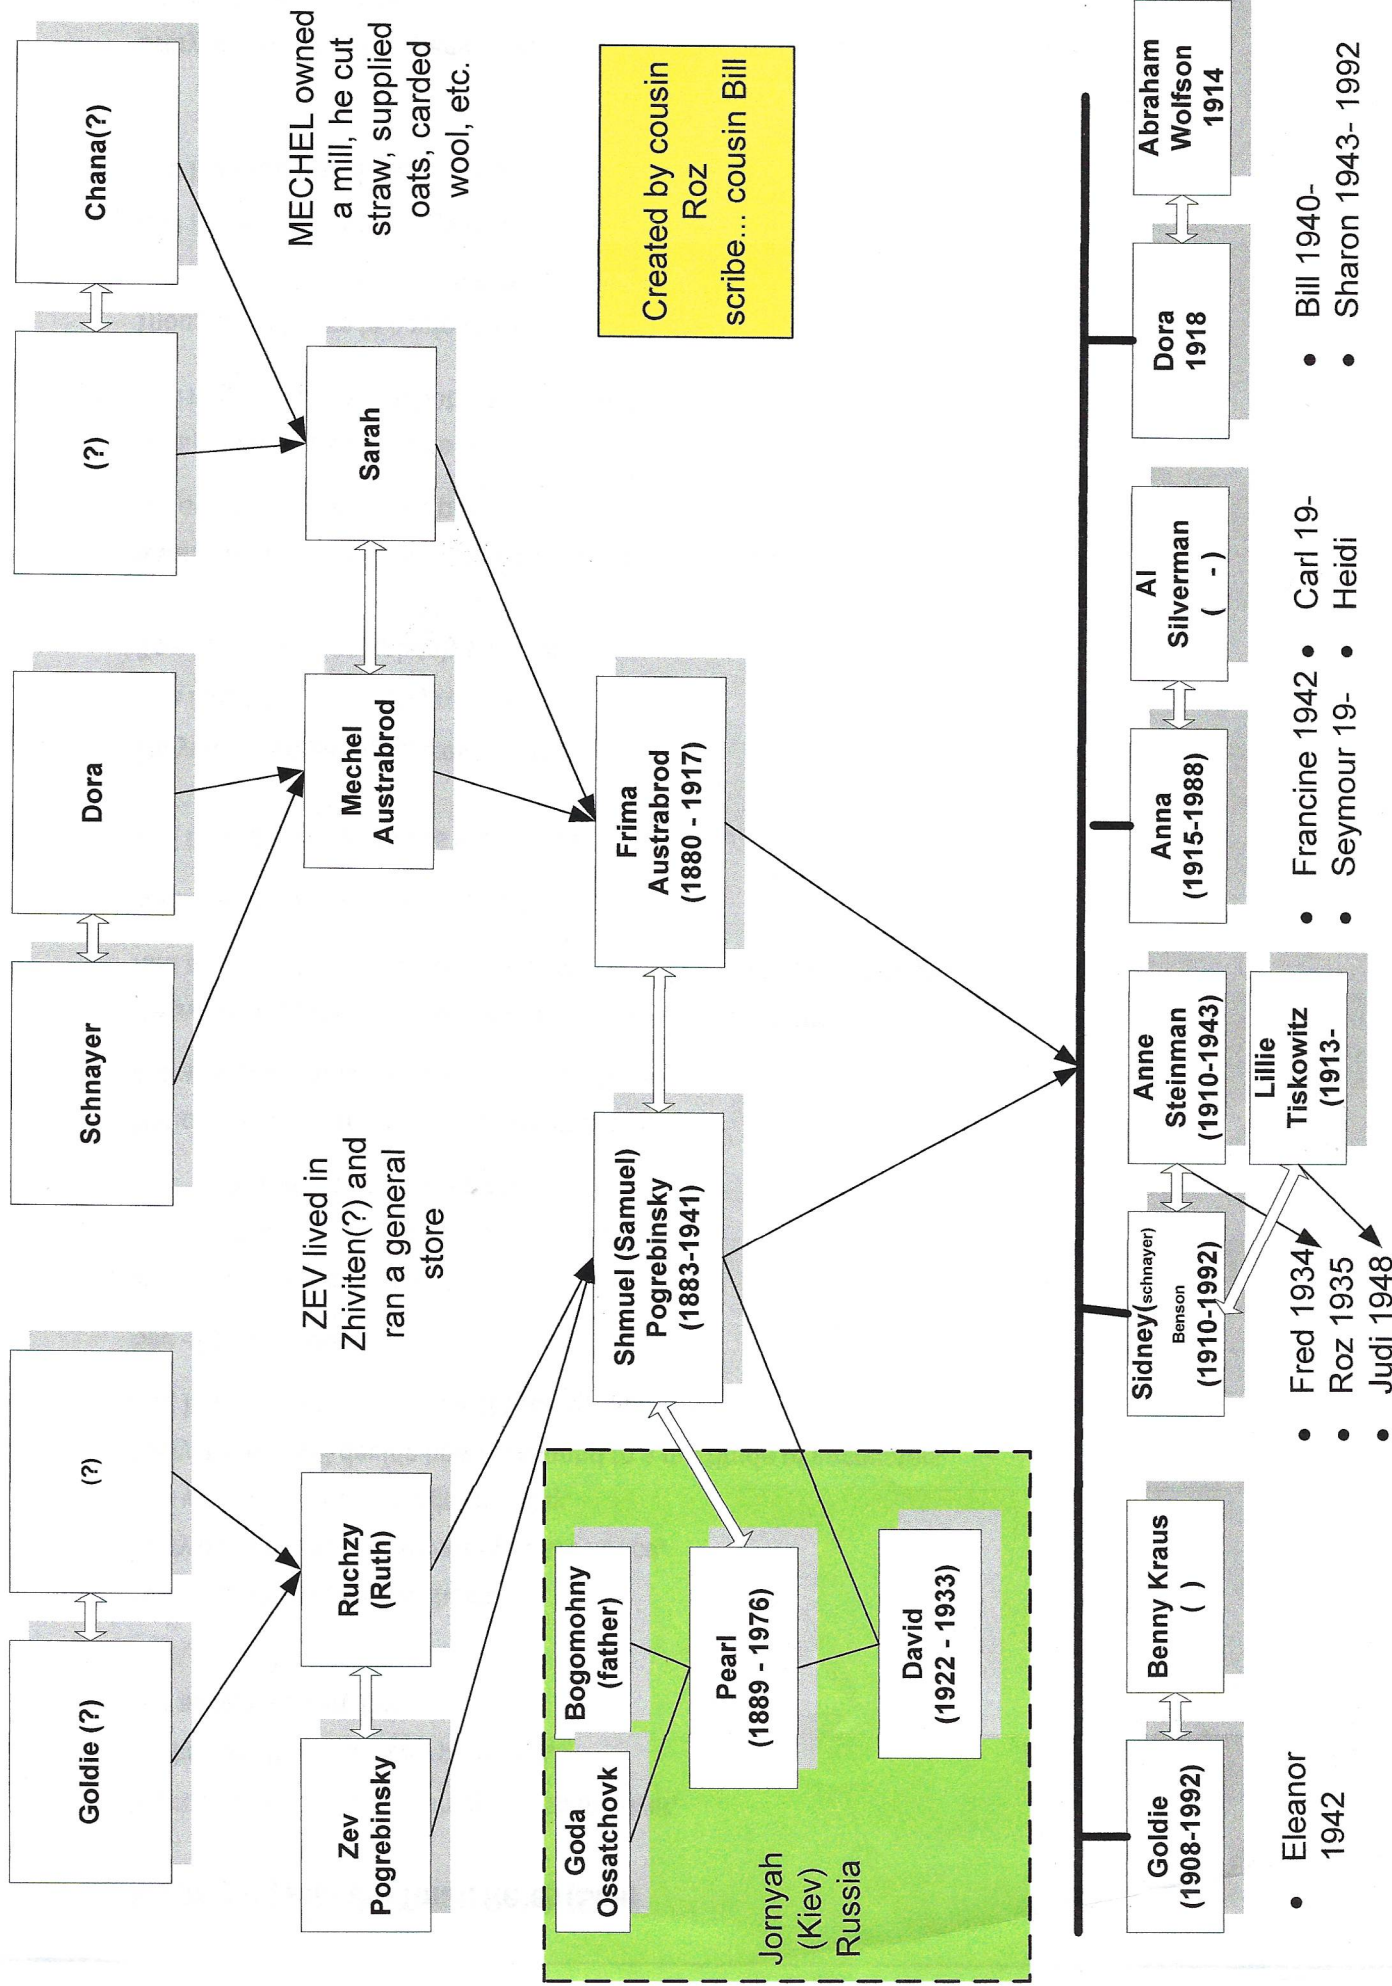 Goldie (?)
(?)
Schnayer
Dora
(?)
Chana(?)
Zev
Pogrebinsky
Ruchzy
(Ruth)
ZEV lived in
Zhiviten(?) and
ran a general
store
Mechel
Austrabrod
Sarah
MECHEL owned
a mill, he cut
straw, supplied
oats, carded
wool, etc.
Goda
Ossatchovk
Bogomohny
(father)
Pearl
(1889 - 1976)
David
(1922 - 1933)
Jornyah
(Kiev)
Russia
Shmuel (Samuel)
Pogrebinsky
(1883-1941)
Frima
Austrabrod
(1880 - 1917)
Created by cousin
Roz
scribe... cousin Bill
Goldie
(1908-1992)
Benny Kraus
( )
• Eleanor
1942
Sidney(schnayer)
Benson
(1910-1992)
Anne
Steinman
(1910-1943)
Lillie
Tiskowitz
(1913-
• Fred 1934
• Roz 1935
• Judi 1948
Anna
(1915-1988)
Al
Silverman
( - )
• Francine 1942
• Seymour 19-
• Carl 19-
• Heidi
Dora
1918
Abraham
Wolfson
1914
• Bill 1940-
• Sharon 1943- 1992